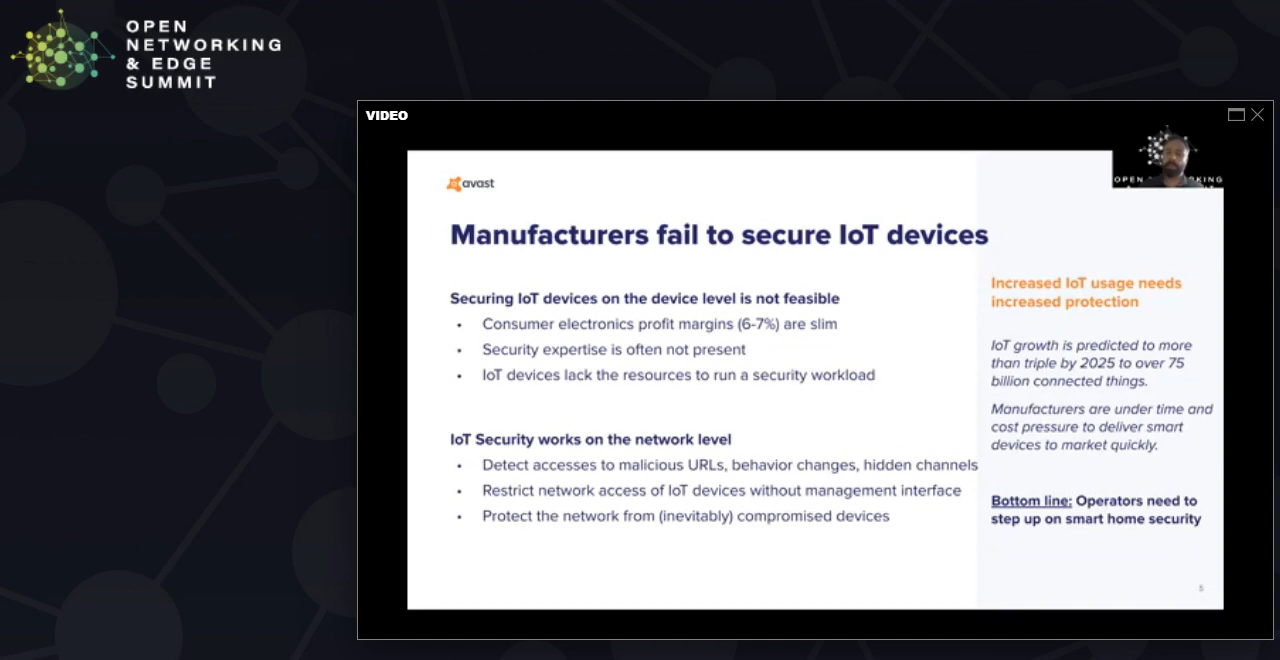 OPEN
NETWORKING
& EDGE
SUMMIT
VIDEO
avast
Manufacturers fail to secure IoT devices
Securing IoT devices on the device level is not feasible
• Consumer electronics profit margins (6-7%) are slim
• Security expertise is often not present
• IoT devices lack the resources to run a security workload
IoT Security works on the network level
• Detect accesses to malicious URLs, behavior changes, hidden channels
• Restrict network access of IoT devices without management interface
• Protect the network from (inevitably) compromised devices
Increased IoT usage needs
increased protection
IoT growth is predicted to more
than triple by 2025 to over 75
billion connected things.
Manufacturers are under time and
cost pressure to deliver smart
devices to market quickly.
Bottom line: Operators need to
step up on smart home security
5
OPEN